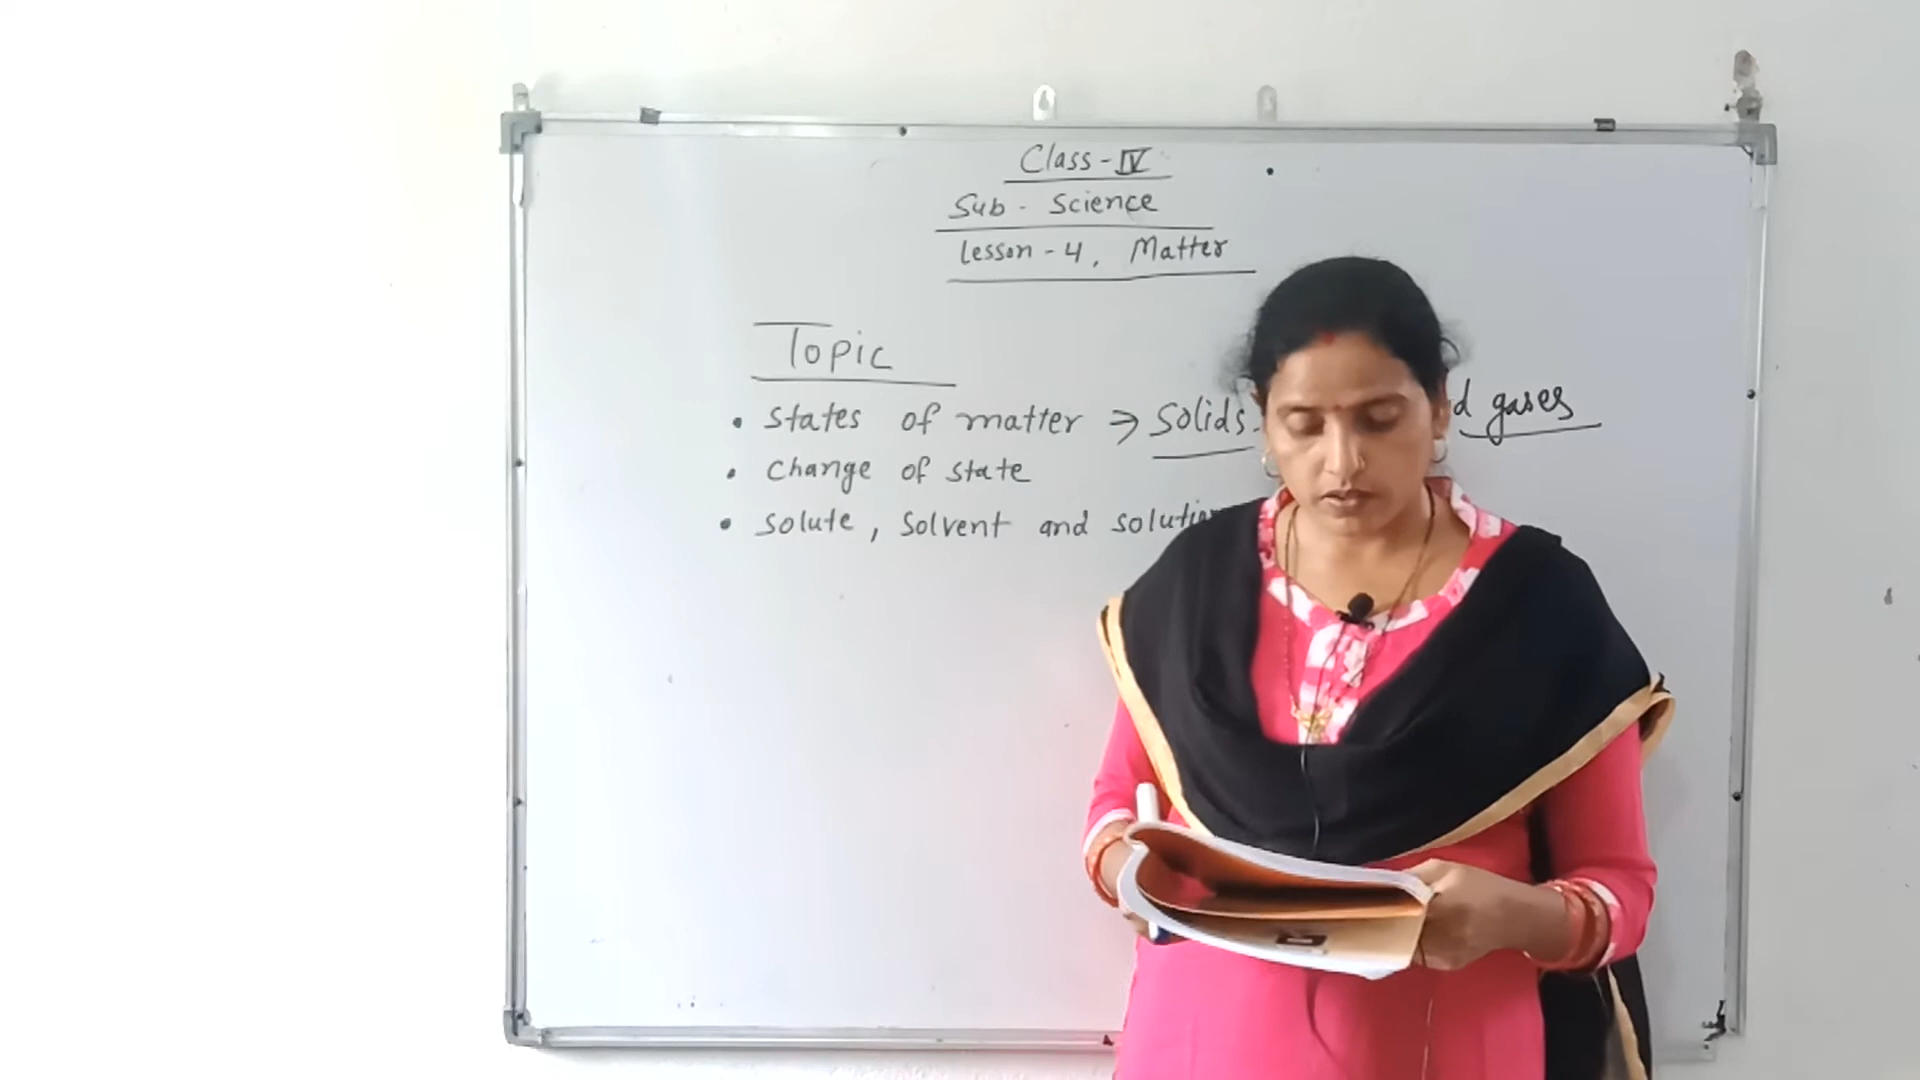 Class - IV
Sub - Science
Lesson - 4, Matter
Topic
• States of matter → Solids gases
• Change of state
• Solute, Solvent and solution